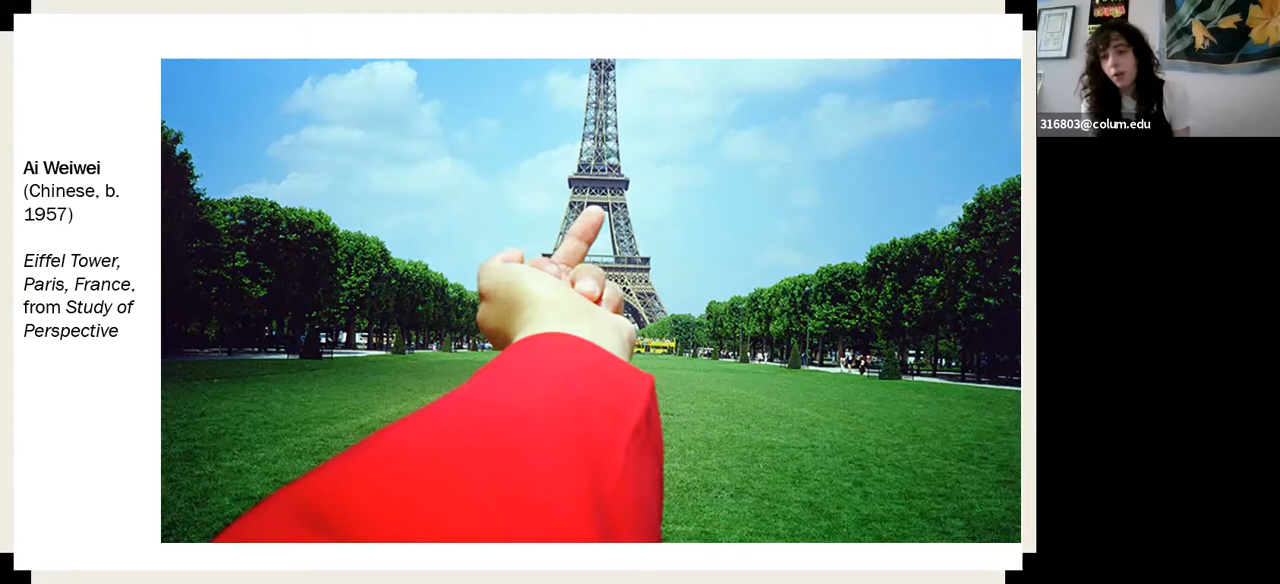 Ai Weiwei
(Chinese, b.
1957)
Eiffel Tower,
Paris, France,
from Study of
Perspective
316803@colum.edu